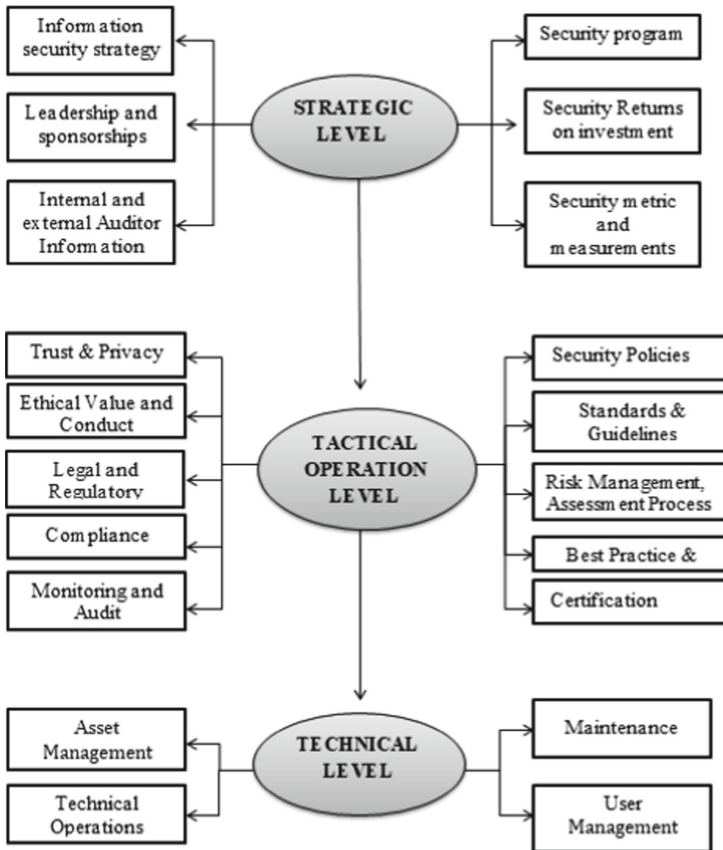 Information
security strategy
Leadership and
sponsorships
Internal and
external Auditor
Information
STRATEGIC
LEVEL
Security program
Security Returns
on investment
Security metric
and
measurements
Trust & Privacy
Ethical Value and
Conduct
Legal and
Regulatory
Compliance
Monitoring and
Audit
TACTICAL
OPERATION
LEVEL
Security Policies
Standards &
Guidelines
Risk Management,
Assessment Process
Best Practice &
Certification
Asset
Management
Technical
Operations
TECHNICAL
LEVEL
Maintenance
User
Management